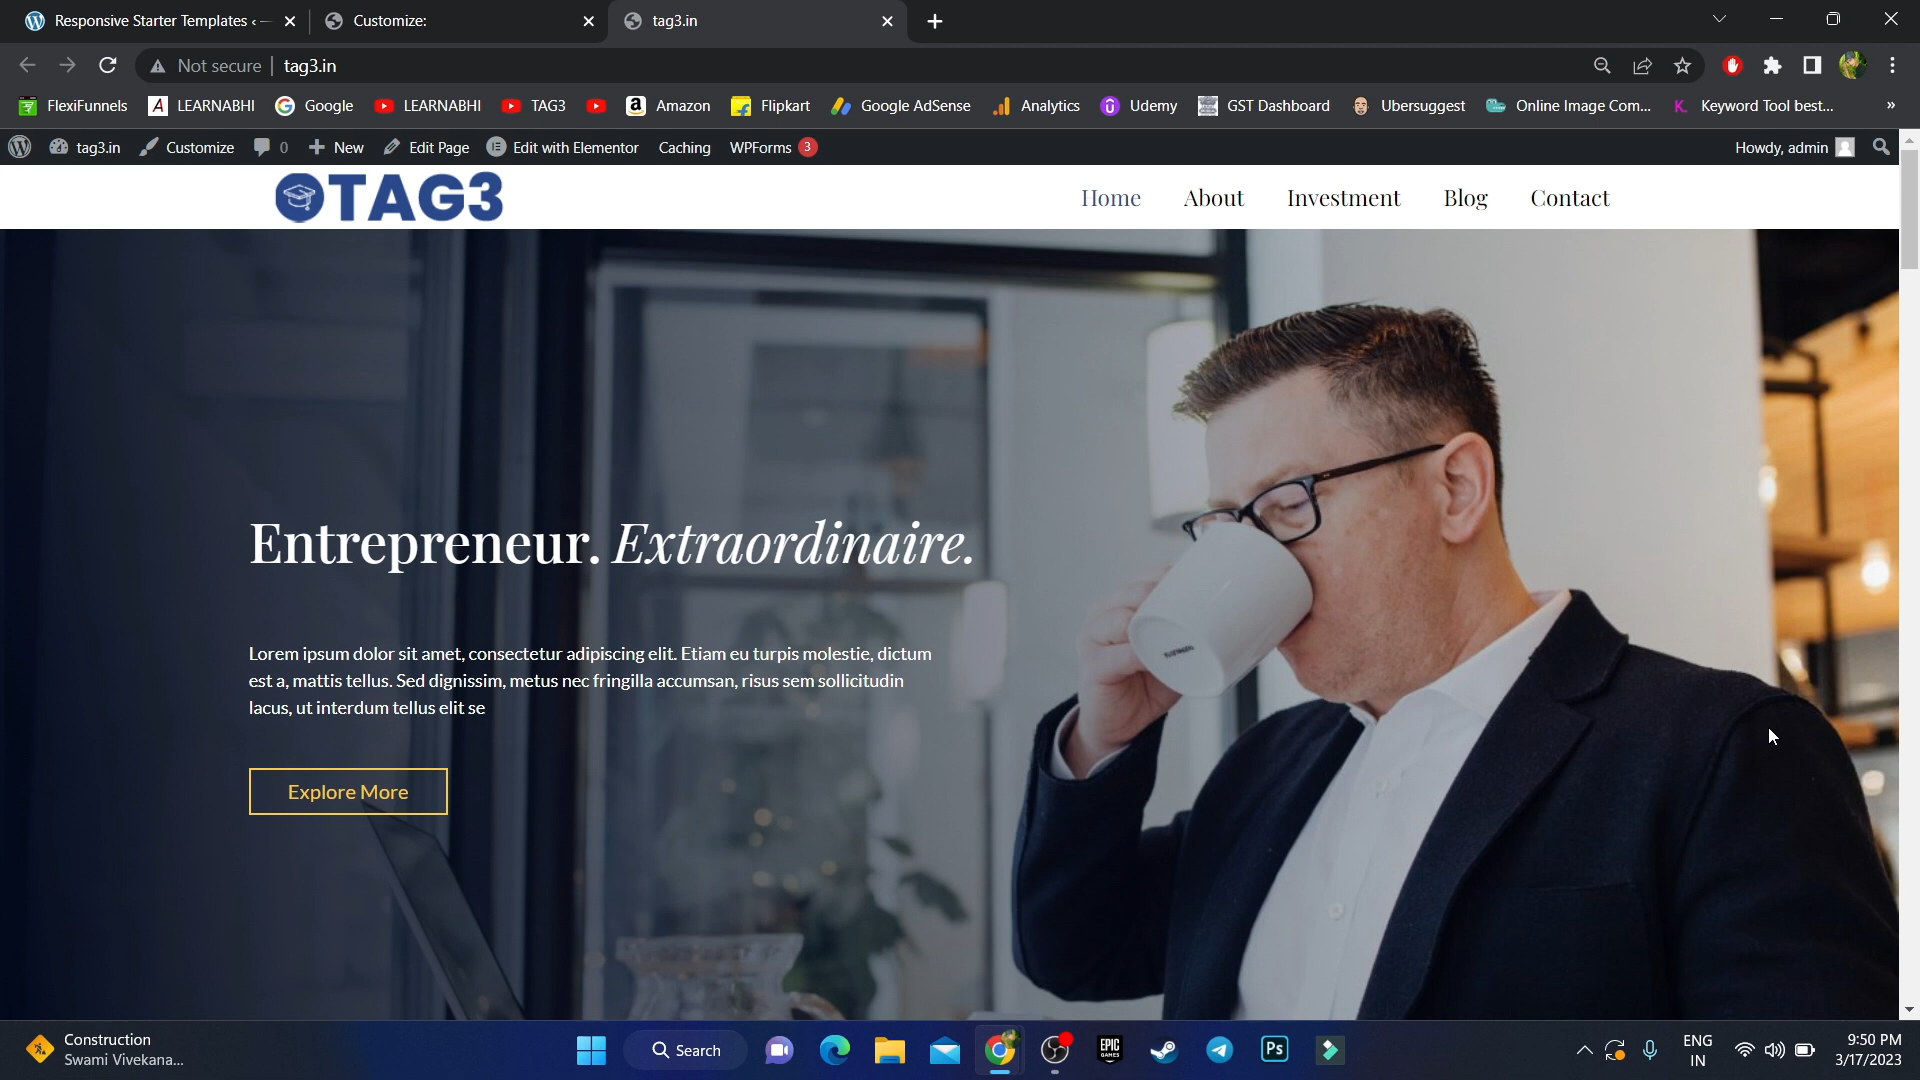 Responsive Starter Templates ‹ —
Customize:
tag3.in
Not secure
tag3.in
FlexiFunnels
LEARNABHI
Google
LEARNABHI
TAG3
Amazon
Flipkart
Google AdSense
Analytics
Udemy
GST Dashboard
Ubersuggest
Online Image Com...
Keyword Tool best...
»
tag3.in
Customize
0
New
Edit Page
Edit with Elementor
Caching
WPForms 3
Howdy, admin
TAG3
Home
About
Investment
Blog
Contact
Entrepreneur. Extraordinaire.
Lorem ipsum dolor sit amet, consectetur adipiscing elit. Etiam eu turpis molestie, dictum
est a, mattis tellus. Sed dignissim, metus nec fringilla accumsan, risus sem sollicitudin
lacus, ut interdum tellus elit se
Explore More
Construction
Swami Vivekana...
Search
EPIC
GAMES
Ps
ENG
IN
9:50 PM
3/17/2023